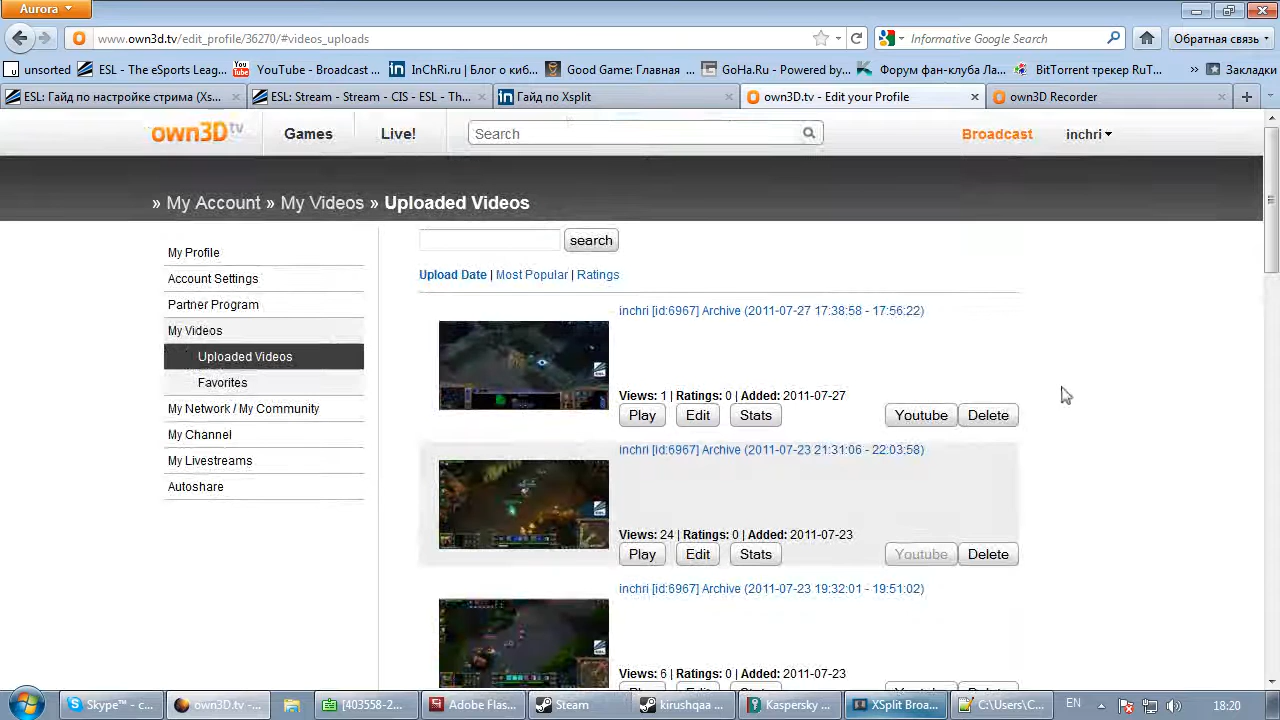 Aurora
www.own3d.tv/edit_profile/36270/#videos_uploads
Informative Google Search
Обратная связь
unsorted
ESL - The eSports Leag...
YouTube - Broadcast ...
InChRi.ru | Блог о киб...
Good Game: Главная ...
GoHa.Ru - Powered by...
Форум фан-клуба Ла...
BitTorrent трекер RuT...
Закладки
ESL: Гайд по настройке стрима (Xs...
ESL: Stream - Stream - CIS - ESL - Th...
Гайд по Xsplit
own3D.tv - Edit your Profile
own3D Recorder
own3D tv
Games
Live!
Search
Broadcast
inchri
» My Account » My Videos » Uploaded Videos
My Profile
Account Settings
Partner Program
My Videos
Uploaded Videos
Favorites
My Network / My Community
My Channel
My Livestreams
Autoshare
search
Upload Date | Most Popular | Ratings
inchri [id:6967] Archive (2011-07-27 17:38:58 - 17:56:22)
Views: 1 | Ratings: 0 | Added: 2011-07-27
Play Edit Stats Youtube Delete
inchri [id:6967] Archive (2011-07-23 21:31:06 - 22:03:58)
Views: 24 | Ratings: 0 | Added: 2011-07-23
Play Edit Stats Youtube Delete
inchri [id:6967] Archive (2011-07-23 19:32:01 - 19:51:02)
Views: 6 | Ratings: 0 | Added: 2011-07-23
Skype™ - c...
own3D.tv -...
[403558-2...
Adobe Flas...
Steam
kirushqaa ...
Kaspersky ...
XSplit Broa...
C:\Users\C...
EN
18:20